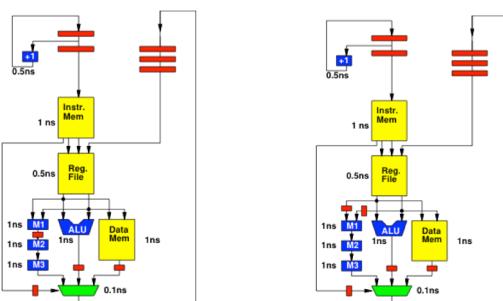 +1
0.5ns
Instr.
Mem
1 ns
Reg.
File
0.5ns
1ns M1
ALU
Data
Mem
1ns M2
1ns
1ns
1ns M3
0.1ns
+1
0.5ns
Instr.
Mem
1 ns
Reg.
File
0.5ns
1ns M1
ALU
Data
Mem
1ns M2
1ns
1ns
1ns M3
0.1ns